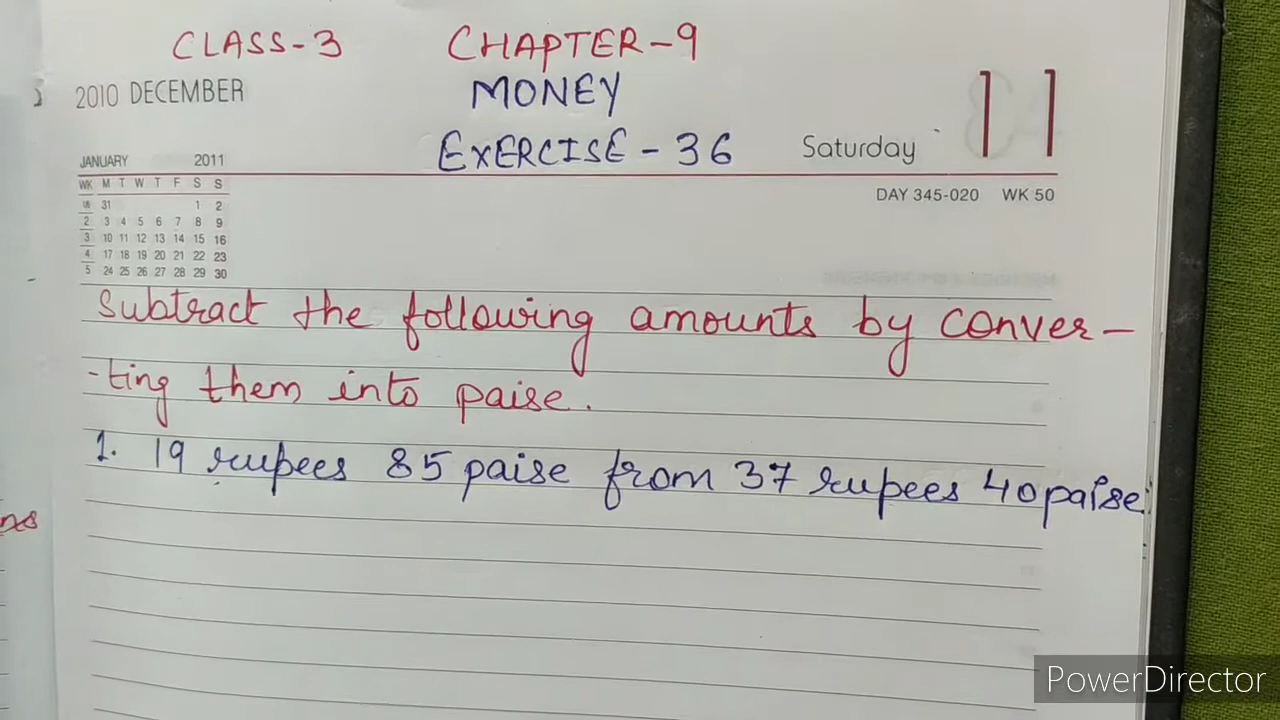 CLASS-3 CHAPTER-9
2010 DECEMBER MONEY 11
EXERCISE-36 Saturday
JANUARY 2011
DAY 345-020 WK 50
WK M T W T F S S
31 1 2
2 3 4 5 6 7 8 9
3 10 11 12 13 14 15 16
4 17 18 19 20 21 22 23
5 24 25 26 27 28 29 30
Subtract the following amounts by conver-
-ting them into paise.
1. 19 rupees 85 paise from 37 rupees 40 paise
PowerDirector